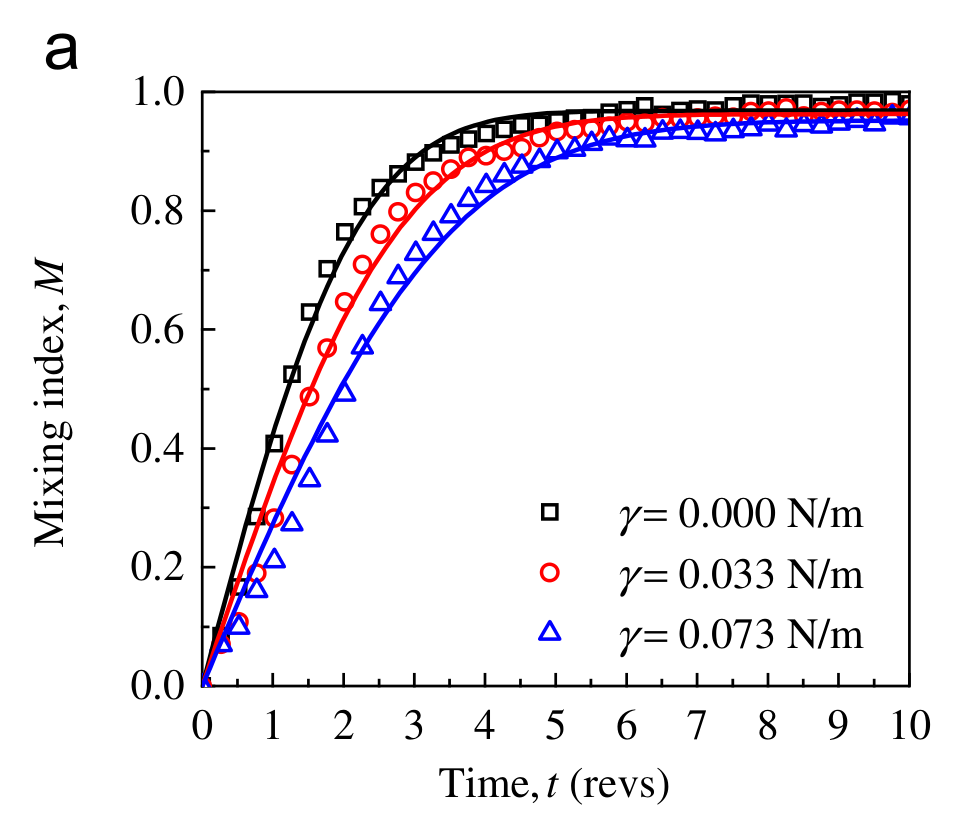 a
1.0
0.8
0.6
0.4
0.2
0.0
Mixing index, M
γ = 0.000 N/m
γ = 0.033 N/m
γ = 0.073 N/m
0 1 2 3 4 5 6 7 8 9 10
Time, t (revs)